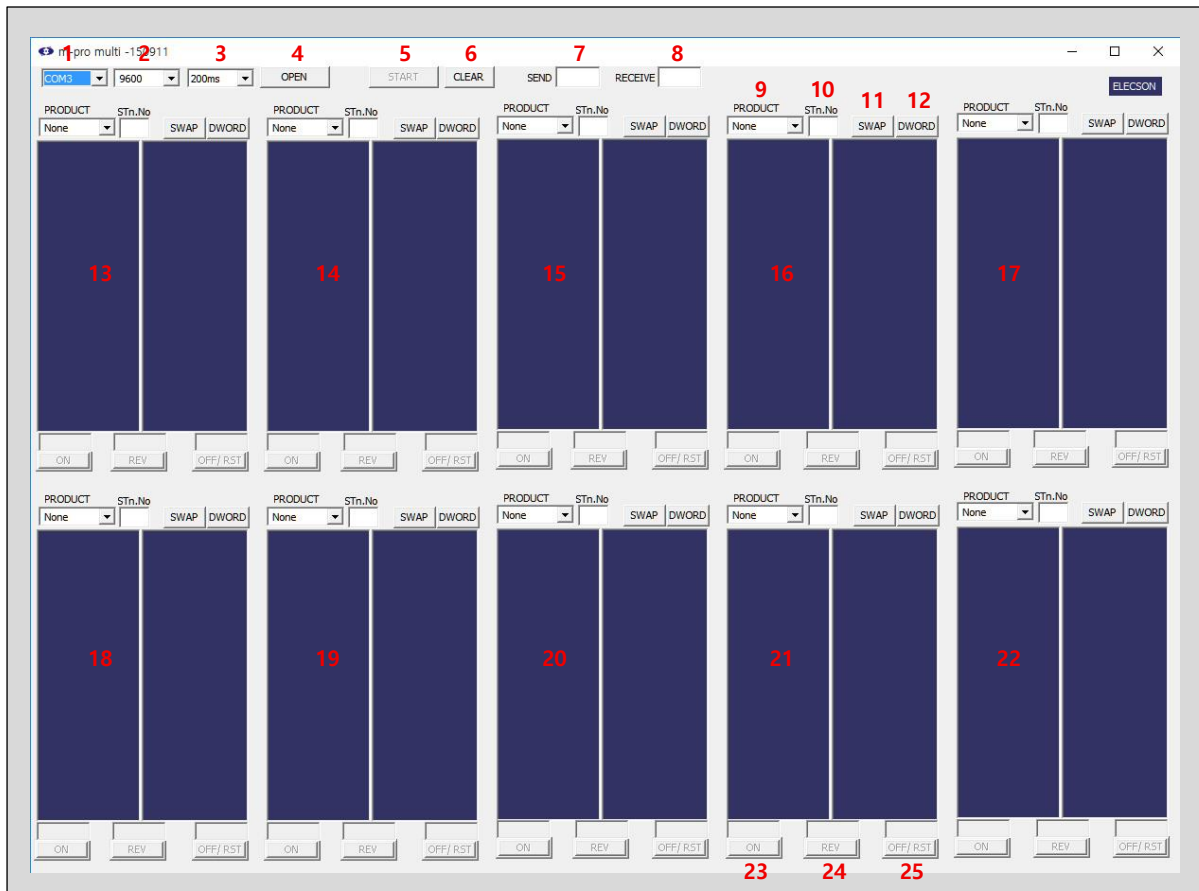 m-pro multi -150911
1 2 3 4 5 6 7 8
COM3 9600 200ms OPEN START CLEAR SEND RECEIVE
ELECSON
9 10 11 12
PRODUCT STn.No PRODUCT STn.No PRODUCT STn.No PRODUCT STn.No PRODUCT STn.No
None SWAP DWORD None SWAP DWORD None SWAP DWORD None SWAP DWORD None SWAP DWORD
13 14 15 16 17
ON REV OFF/RST ON REV OFF/RST ON REV OFF/RST ON REV OFF/RST ON REV OFF/RST
PRODUCT STn.No PRODUCT STn.No PRODUCT STn.No PRODUCT STn.No PRODUCT STn.No
None SWAP DWORD None SWAP DWORD None SWAP DWORD None SWAP DWORD None SWAP DWORD
18 19 20 21 22
ON REV OFF/RST ON REV OFF/RST ON REV OFF/RST ON REV OFF/RST ON REV OFF/RST
23 24 25